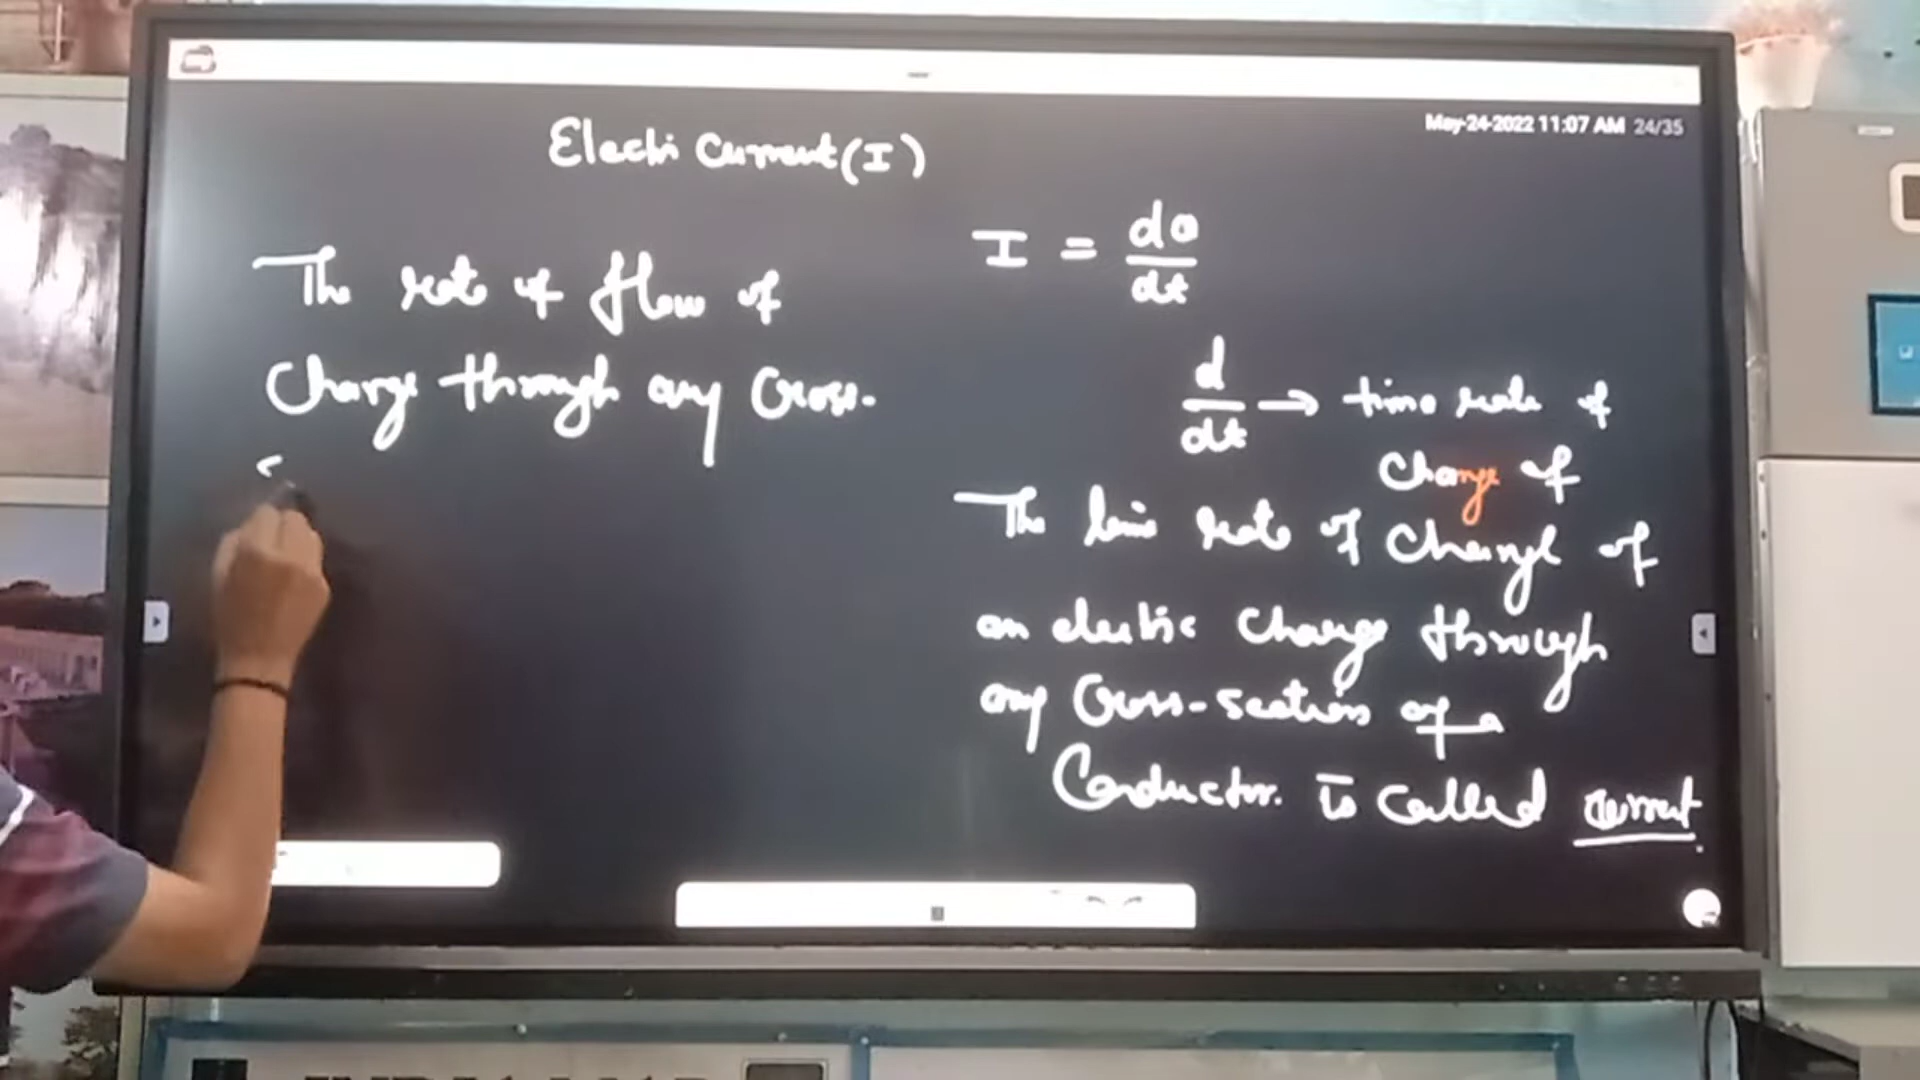 May-24-2022 11:07 AM 24/35
Electric Current (I)
The rate of flow of
Charge through any Cross-
s
I = dQ/dt
d/dt → time rate of
Change of
The time rate of Change of
an electric Charge through
any Cross-section of a
Conductor. is Called current.